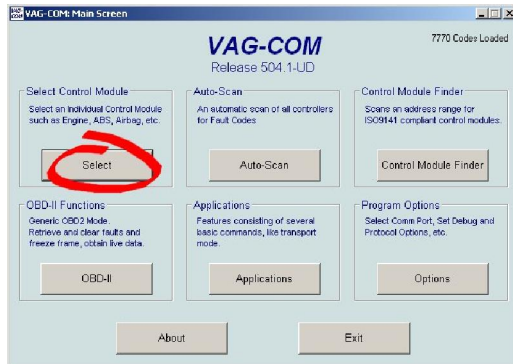 VAG-COM: Main Screen
VAG-COM
Release 504.1-UD
7770 Codes Loaded
Select Control Module
Select an Individual Control Module
such as Engine, ABS, Airbag, etc.
Select
Auto-Scan
An automatic scan of all controllers
for Fault Codes
Auto-Scan
Control Module Finder
Scans an address range for
ISO9141 compliant control modules.
Control Module Finder
OBD-II Functions
Generic OBD2 Mode.
Retrieve and clear faults and
freeze frame, obtain live data.
OBD-II
Applications
Features consisting of several
basic commands, like transport
mode.
Applications
Program Options
Select Comm Port, Set Debug and
Protocol Options, etc.
Options
About
Exit